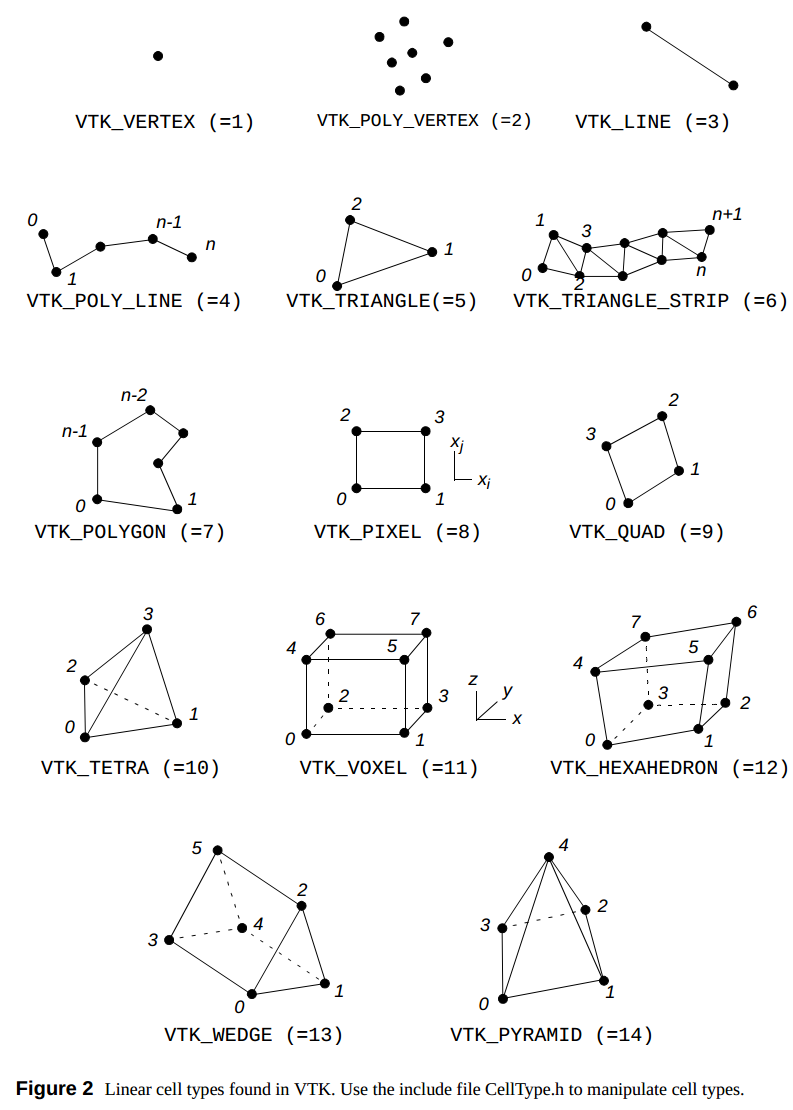 VTK_VERTEX (=1) VTK_POLY_VERTEX (=2) VTK_LINE (=3)
0 n-1 n 1
2 1 0
1 3 n+1 0 2 n
VTK_POLY_LINE (=4) VTK_TRIANGLE(=5) VTK_TRIANGLE_STRIP (=6)
n-2 n-1 0 1
2 3 0 1 xj xi
2 3 1 0
VTK_POLYGON (=7) VTK_PIXEL (=8) VTK_QUAD (=9)
3 2 0 1
6 7 4 5 2 3 0 1 z y x
7 6 5 4 3 2 0 1
VTK_TETRA (=10) VTK_VOXEL (=11) VTK_HEXAHEDRON (=12)
5 2 4 3 0 1
4 3 2 0 1
VTK_WEDGE (=13) VTK_PYRAMID (=14)
Figure 2 Linear cell types found in VTK. Use the include file CellType.h to manipulate cell types.